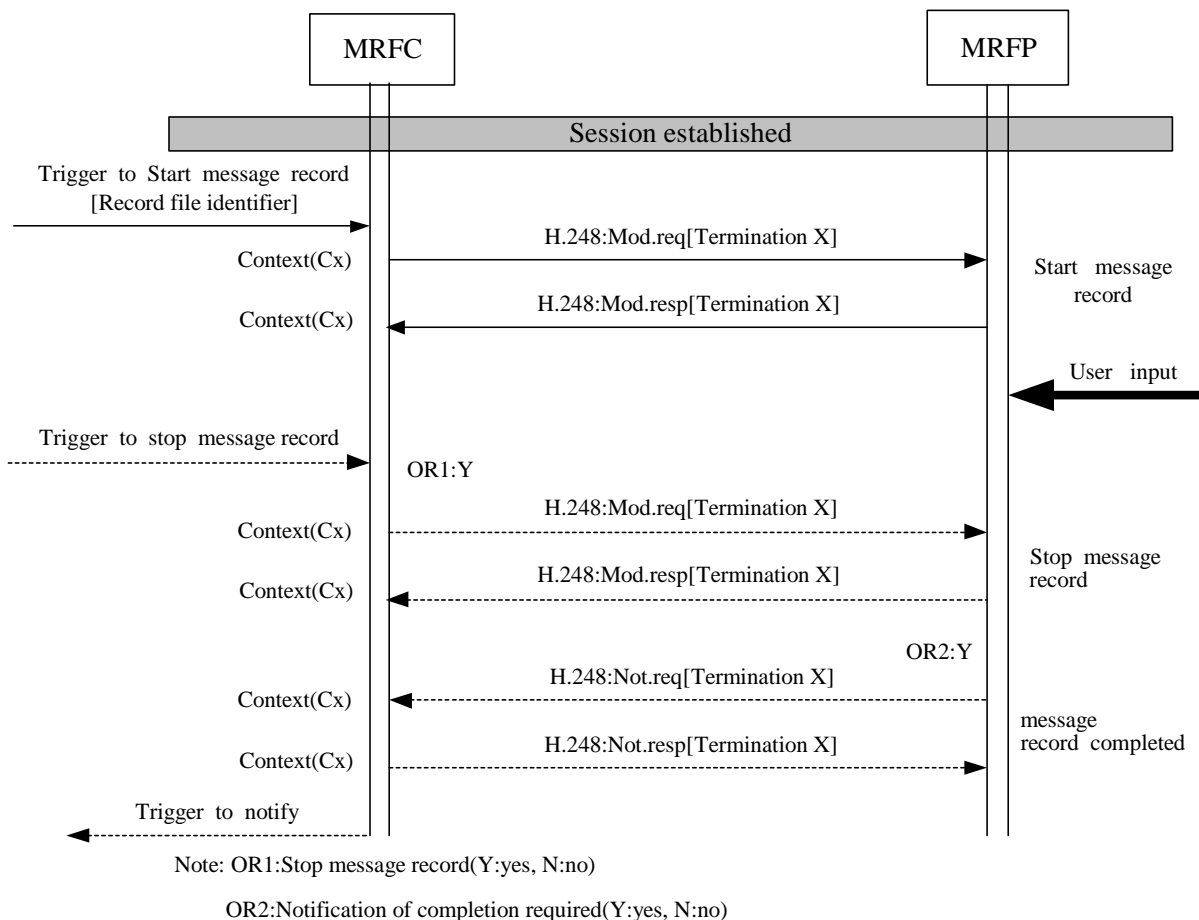 MRFC
MRFP
Session established
Trigger to Start message record
[Record file identifier]
H.248:Mod.req[Termination X]
Context(Cx)
Start message
record
H.248:Mod.resp[Termination X]
Context(Cx)
User input
Trigger to stop message record
OR1:Y
H.248:Mod.req[Termination X]
Context(Cx)
Stop message
record
H.248:Mod.resp[Termination X]
Context(Cx)
OR2:Y
H.248:Not.req[Termination X]
Context(Cx)
message
record completed
H.248:Not.resp[Termination X]
Context(Cx)
Trigger to notify
Note: OR1:Stop message record(Y:yes, N:no)
OR2:Notification of completion required(Y:yes, N:no)